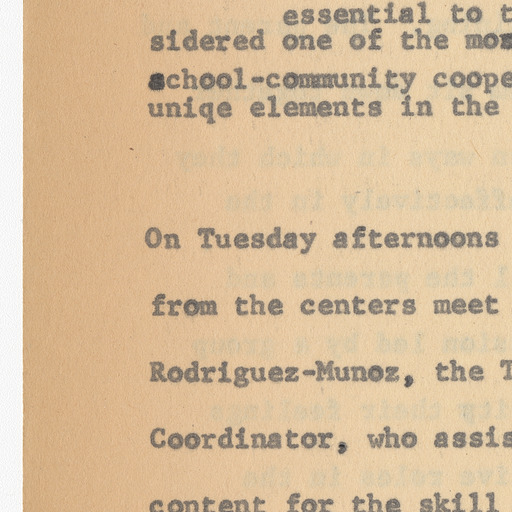 essential to t
sidered one of the mos
school-community coope
uniqe elements in the
On Tuesday afternoons
from the centers meet
Rodriguez-Munoz, the T
Coordinator, who assis
content for the skill